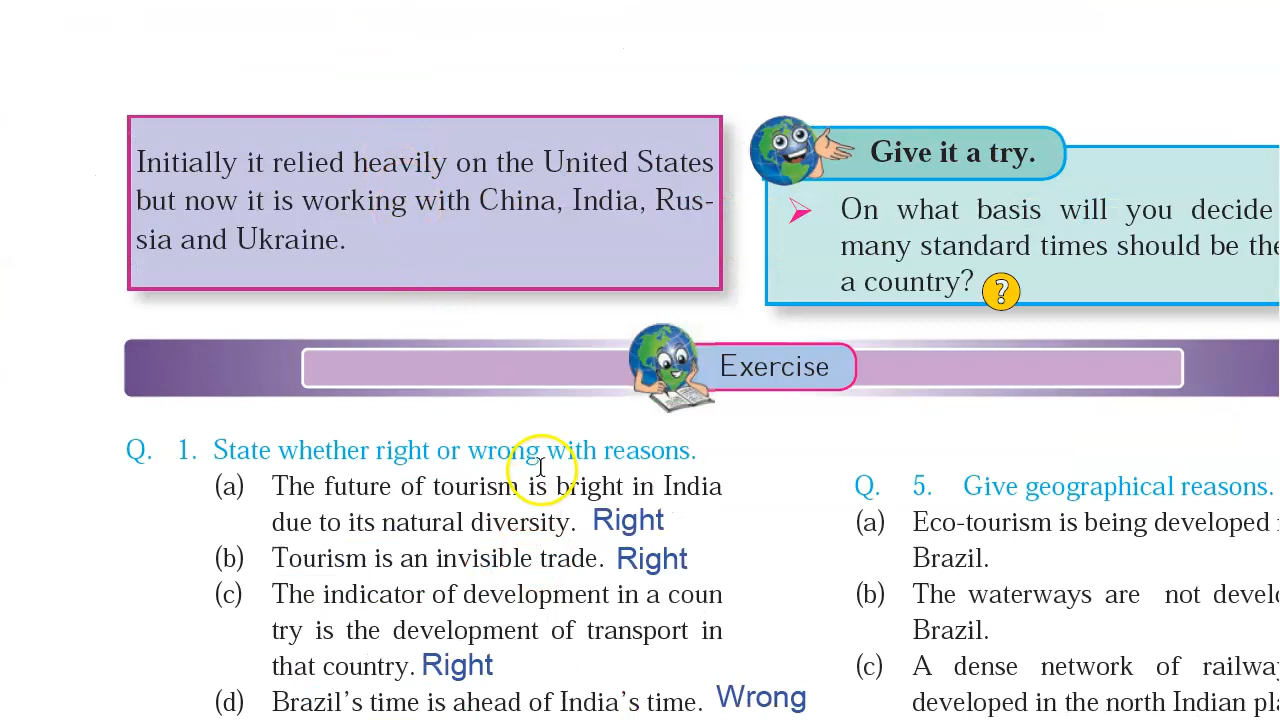 Initially it relied heavily on the United States
but now it is working with China, India, Rus-
sia and Ukraine.
Give it a try.
On what basis will you decide
many standard times should be the
a country? ?
Exercise
Q. 1. State whether right or wrong with reasons.
(a) The future of tourism is bright in India
due to its natural diversity. Right
(b) Tourism is an invisible trade. Right
(c) The indicator of development in a coun
try is the development of transport in
that country. Right
(d) Brazil's time is ahead of India's time. Wrong
Q. 5. Give geographical reasons.
(a) Eco-tourism is being developed i
Brazil.
(b) The waterways are not develo
Brazil.
(c) A dense network of railway
developed in the north Indian pla